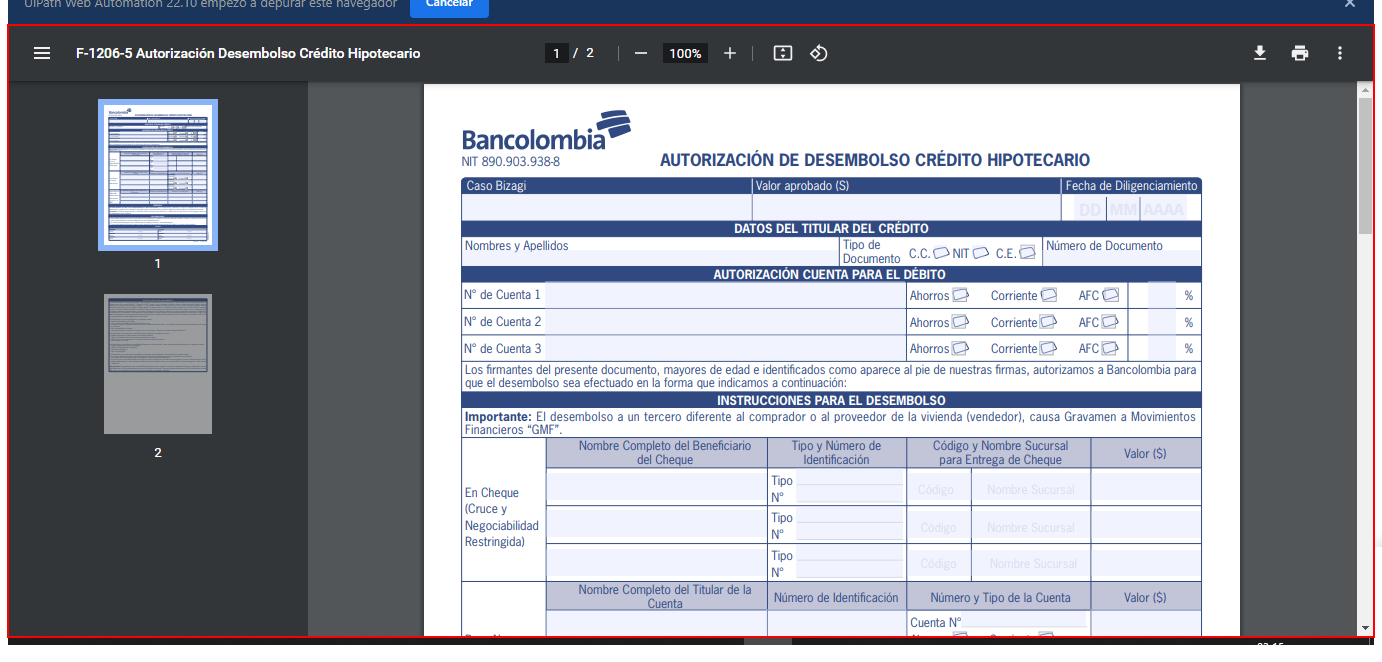 UiPath Web Automation 22.10 empezó a depurar este navegador
Cancelar
F-1206-5 Autorización Desembolso Crédito Hipotecario
1 / 2
100%
1
2
Bancolombia
NIT 890.903.938-8
AUTORIZACIÓN DE DESEMBOLSO CRÉDITO HIPOTECARIO
Caso Bizagi Valor aprobado (S) Fecha de Diligenciamiento
DD MM AAAA
DATOS DEL TITULAR DEL CRÉDITO
Nombres y Apellidos Tipo de Documento C.C. NIT C.E. Número de Documento
AUTORIZACIÓN CUENTA PARA EL DÉBITO
N° de Cuenta 1 Ahorros Corriente AFC %
N° de Cuenta 2 Ahorros Corriente AFC %
N° de Cuenta 3 Ahorros Corriente AFC %
Los firmantes del presente documento, mayores de edad e identificados como aparece al pie de nuestras firmas, autorizamos a Bancolombia para
que el desembolso sea efectuado en la forma que indicamos a continuación:
INSTRUCCIONES PARA EL DESEMBOLSO
Importante: El desembolso a un tercero diferente al comprador o al proveedor de la vivienda (vendedor), causa Gravamen a Movimientos
Financieros “GMF”.
Nombre Completo del Beneficiario
del Cheque
Tipo y Número de
Identificación
Código y Nombre Sucursal
para Entrega de Cheque
Valor ($)
En Cheque
(Cruce y
Negociabilidad
Restringida)
Tipo
N°
Código Nombre Sucursal
Tipo
N°
Código Nombre Sucursal
Tipo
N°
Código Nombre Sucursal
Nombre Completo del Titular de la
Cuenta
Número de Identificación
Número y Tipo de la Cuenta
Valor ($)
Cuenta N°